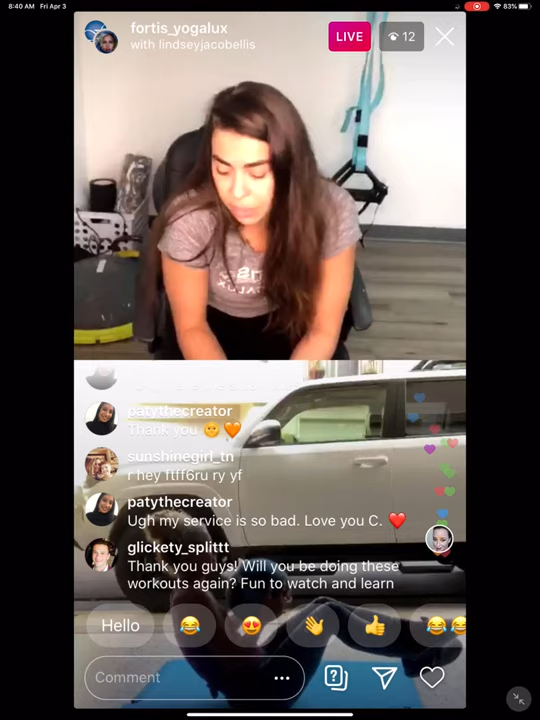 8:40 AM Fri Apr 3
83%
fortis_yogalux
with lindseyjacobellis
LIVE
12
patythecreator
Thank you 😬🧡
sunshinegirl_tn
r hey ftff6ru ry yf
patythecreator
Ugh my service is so bad. Love you C. ❤️
glickety_splittt
Thank you guys! Will you be doing these
workouts again? Fun to watch and learn
Hello 😂 😍 👋 👍 😂😂
Comment